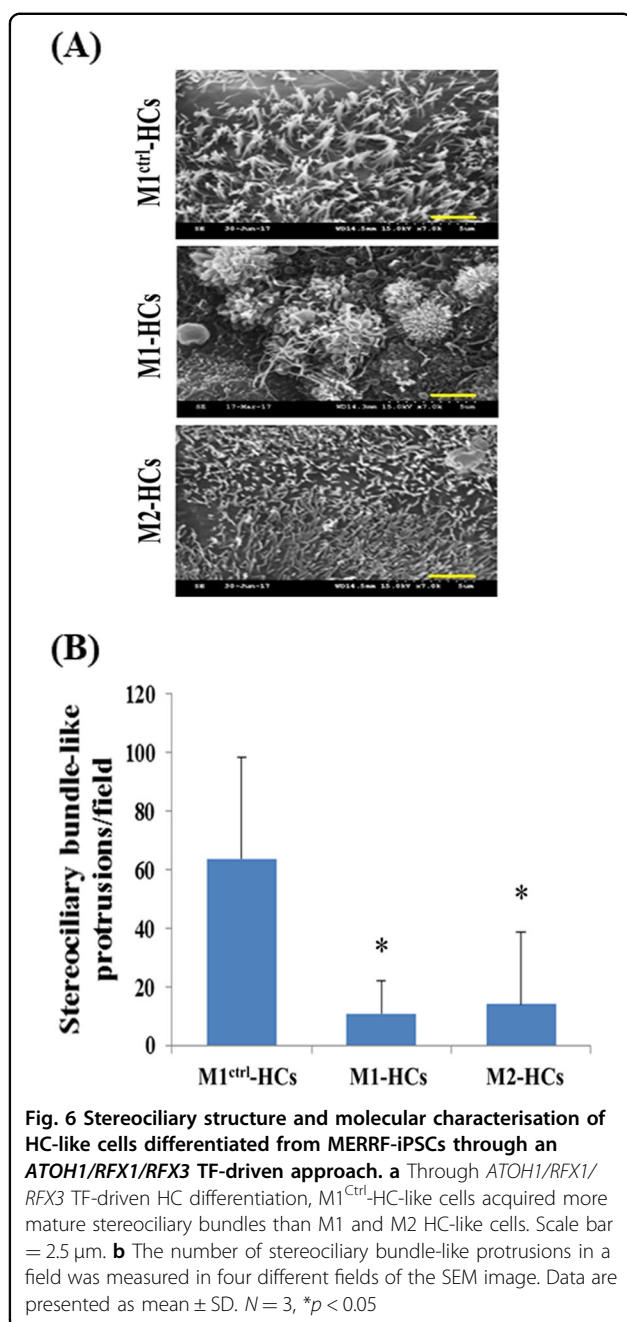 (A)
M1ctrl-HCs
SE 30-Jun-17 WD14.5mm 15.0kV x7.0k 5um
M1-HCs
SE 17-Mar-17 WD14.3mm 15.0kV x7.0k 5um
M2-HCs
SE 30-Jun-17 WD14.5mm 15.0kV x7.0k 5um
(B)
Stereociliary bundle-like
protrusions/field
120
100
80
60
40
20
0
*
*
M1ctrl-HCs M1-HCs M2-HCs
Fig. 6 Stereociliary structure and molecular characterisation of
HC-like cells differentiated from MERRF-iPSCs through an
ATOH1/RFX1/RFX3 TF-driven approach. a Through ATOH1/RFX1/
RFX3 TF-driven HC differentiation, M1Ctrl-HC-like cells acquired more
mature stereociliary bundles than M1 and M2 HC-like cells. Scale bar
= 2.5 μm. b The number of stereociliary bundle-like protrusions in a
field was measured in four different fields of the SEM image. Data are
presented as mean ± SD. N = 3, *p < 0.05